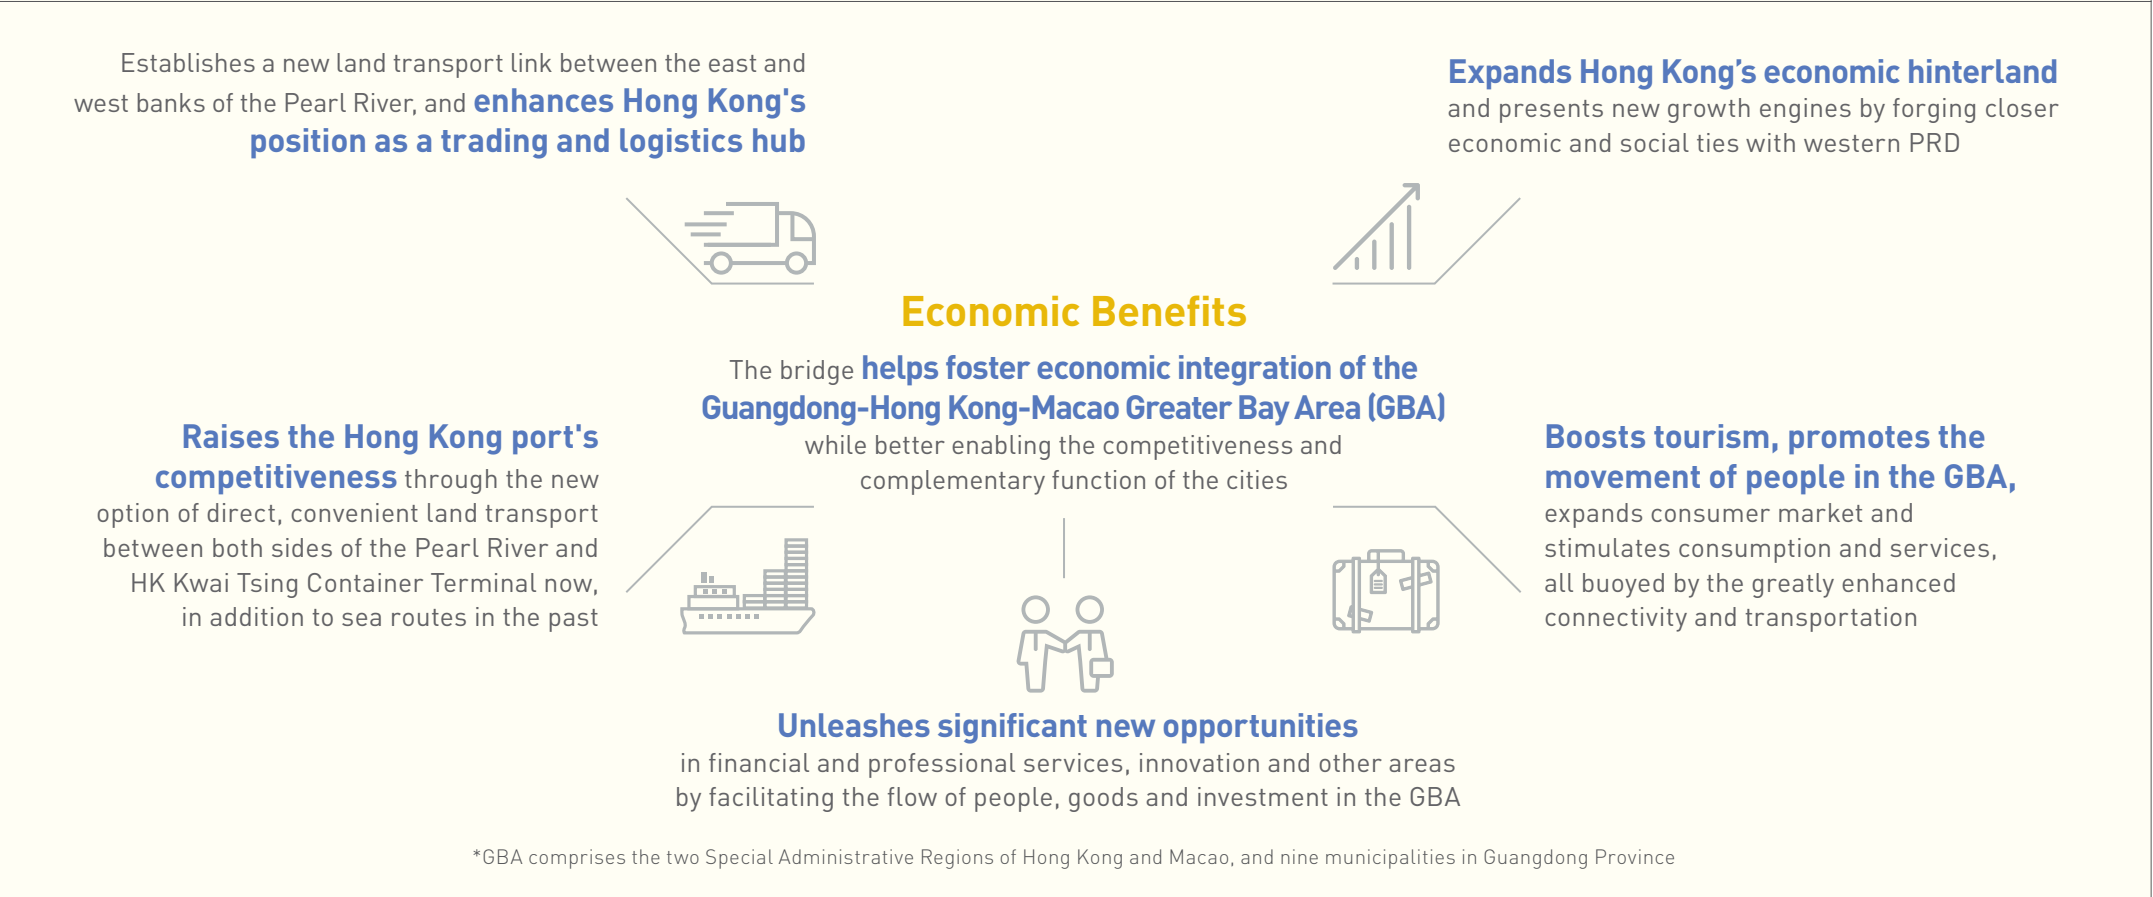 Establishes a new land transport link between the east and
west banks of the Pearl River, and enhances Hong Kong's
position as a trading and logistics hub
Expands Hong Kong’s economic hinterland
and presents new growth engines by forging closer
economic and social ties with western PRD
Economic Benefits
The bridge helps foster economic integration of the
Guangdong-Hong Kong-Macao Greater Bay Area (GBA)
while better enabling the competitiveness and
complementary function of the cities
Raises the Hong Kong port's
competitiveness through the new
option of direct, convenient land transport
between both sides of the Pearl River and
HK Kwai Tsing Container Terminal now,
in addition to sea routes in the past
Boosts tourism, promotes the
movement of people in the GBA,
expands consumer market and
stimulates consumption and services,
all buoyed by the greatly enhanced
connectivity and transportation
Unleashes significant new opportunities
in financial and professional services, innovation and other areas
by facilitating the flow of people, goods and investment in the GBA
*GBA comprises the two Special Administrative Regions of Hong Kong and Macao, and nine municipalities in Guangdong Province